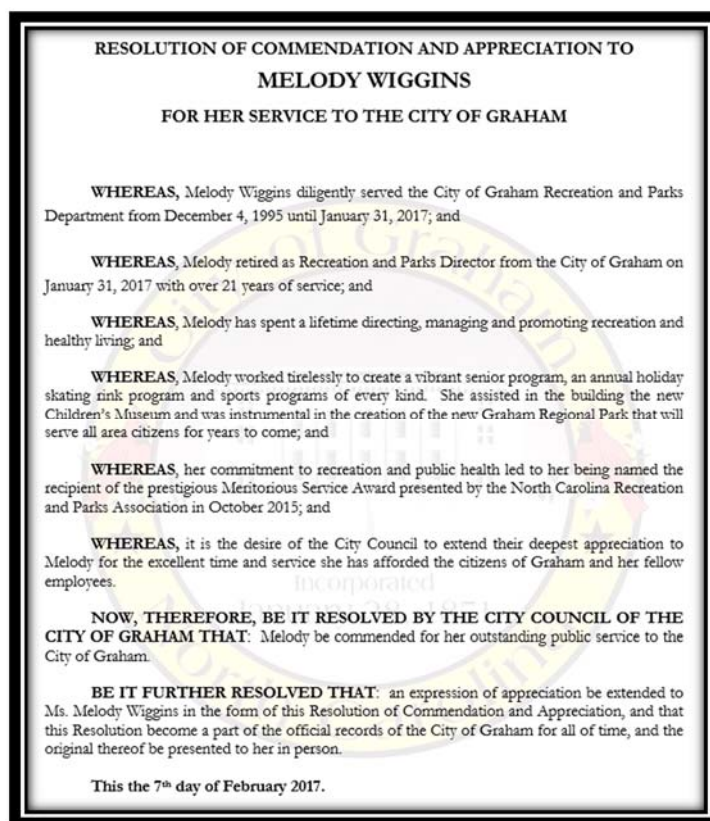 RESOLUTION OF COMMENDATION AND APPRECIATION TO
MELODY WIGGINS
FOR HER SERVICE TO THE CITY OF GRAHAM
WHEREAS, Melody Wiggins diligently served the City of Graham Recreation and Parks
Department from December 4, 1995 until January 31, 2017; and
WHEREAS, Melody retired as Recreation and Parks Director from the City of Graham on
January 31, 2017 with over 21 years of service; and
WHEREAS, Melody has spent a lifetime directing, managing and promoting recreation and
healthy living; and
WHEREAS, Melody worked tirelessly to create a vibrant senior program, an annual holiday
skating rink program and sports programs of every kind. She assisted in the building the new
Children's Museum and was instrumental in the creation of the new Graham Regional Park that will
serve all area citizens for years to come; and
WHEREAS, her commitment to recreation and public health led to her being named the
recipient of the prestigious Meritorious Service Award presented by the North Carolina Recreation
and Parks Association in October 2015; and
WHEREAS, it is the desire of the City Council to extend their deepest appreciation to
Melody for the excellent time and service she has afforded the citizens of Graham and her fellow
employees.
NOW, THEREFORE, BE IT RESOLVED BY THE CITY COUNCIL OF THE
CITY OF GRAHAM THAT: Melody be commended for her outstanding public service to the
City of Graham.
BE IT FURTHER RESOLVED THAT: an expression of appreciation be extended to
Ms. Melody Wiggins in the form of this Resolution of Commendation and Appreciation, and that
this Resolution become a part of the official records of the City of Graham for all of time, and the
original thereof be presented to her in person.
This the 7th day of February 2017.
City of Graham
Incorporated
North Carolina